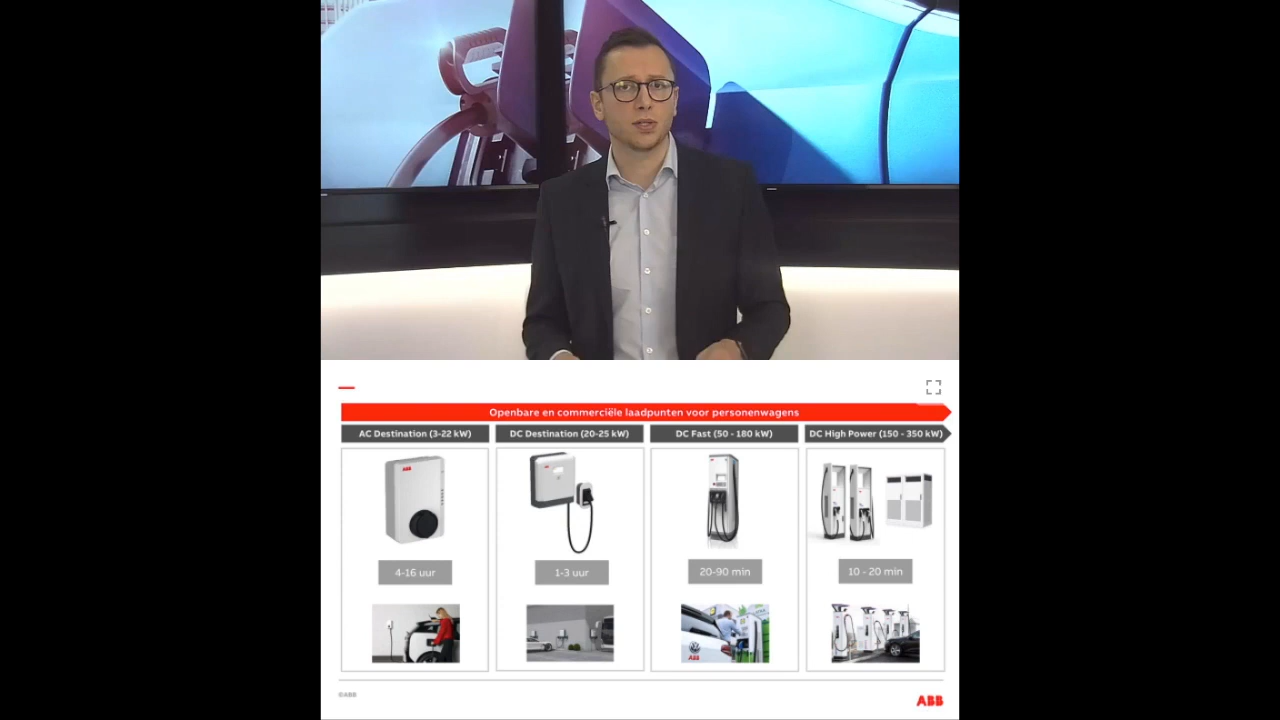 Openbare en commerciële laadpunten voor personenwagens
AC Destination (3-22 kW)
DC Destination (20-25 kW)
DC Fast (50 - 180 kW)
DC High Power (150 - 350 kW)
ABB
4-16 uur
1-3 uur
20-90 min
10 - 20 min
ABB
©ABB
ABB